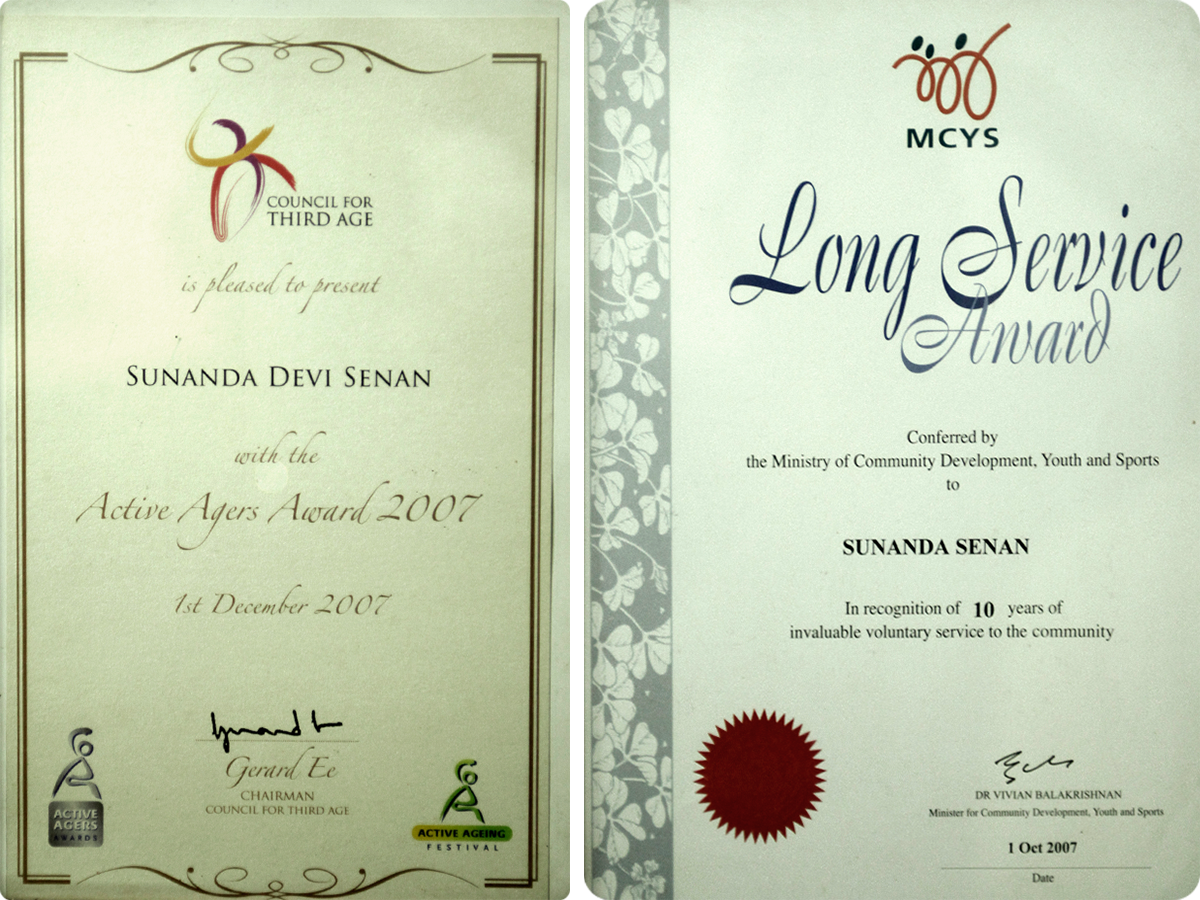 COUNCIL FOR
THIRD AGE
is pleased to present
SUNANDA DEVI SENAN
with the
Active Agers Award 2007
1st December 2007
Gerard Ee
CHAIRMAN
COUNCIL FOR THIRD AGE
ACTIVE
AGERS
AWARDS
ACTIVE AGEING
FESTIVAL
MCYS
Long Service
Award
Conferred by
the Ministry of Community Development, Youth and Sports
to
SUNANDA SENAN
In recognition of 10 years of
invaluable voluntary service to the community
DR VIVIAN BALAKRISHNAN
Minister for Community Development, Youth and Sports
1 Oct 2007
Date